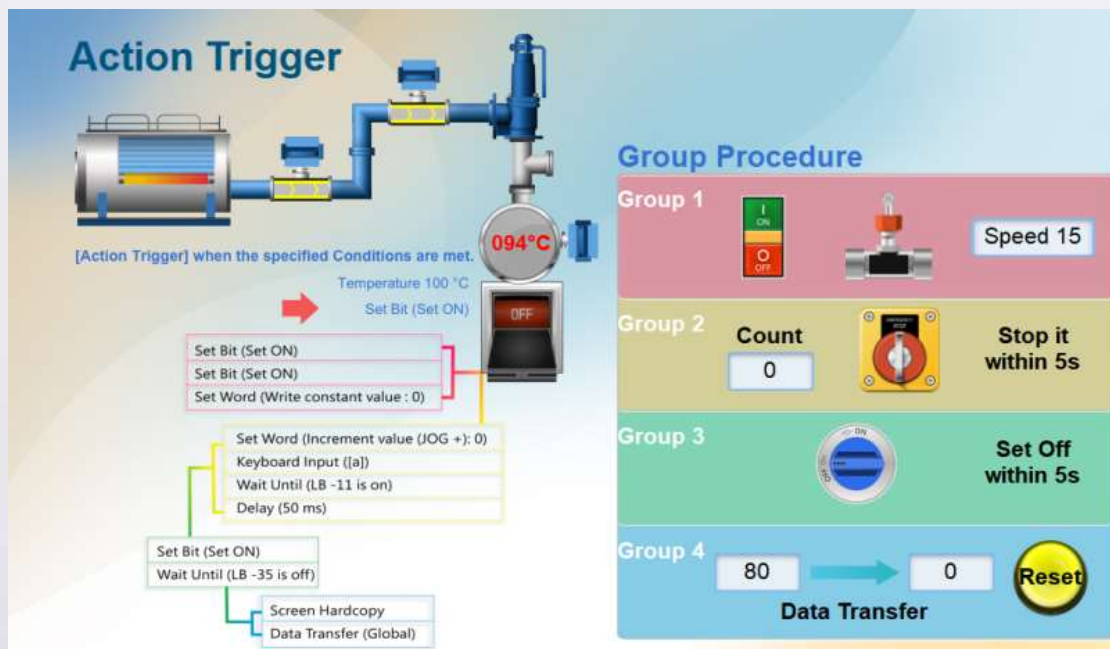 Action Trigger
094°C
[Action Trigger] when the specified Conditions are met.
Temperature 100 °C
Set Bit (Set ON)
OFF
Set Bit (Set ON)
Set Bit (Set ON)
Set Word (Write constant value : 0)
Set Word (Increment value (JOG +): 0)
Keyboard Input ([a])
Wait Until (LB -11 is on)
Delay (50 ms)
Set Bit (Set ON)
Wait Until (LB -35 is off)
Screen Hardcopy
Data Transfer (Global)
Group Procedure
Group 1
I
ON
O
OFF
Speed 15
Group 2
Count
0
Stop it
within 5s
Group 3
ON
Set Off
within 5s
Group 4
80
0
Reset
Data Transfer